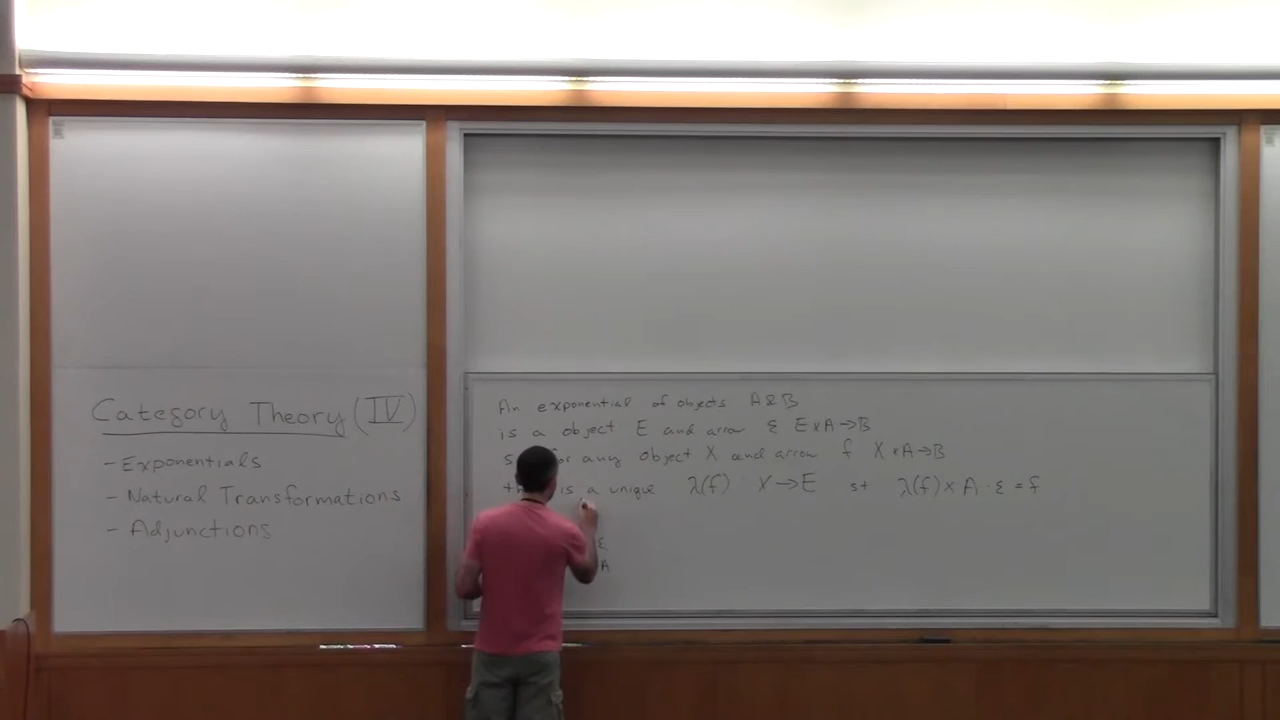 Category Theory (IV)
- Exponentials
- Natural Transformations
- Adjunctions
An exponential of objects A & B
is a object E and arrow ε E×A→B
any object X and arrow f X×A→B
is a unique λ(f) X→E st λ(f)×A·ε=f
ε
A